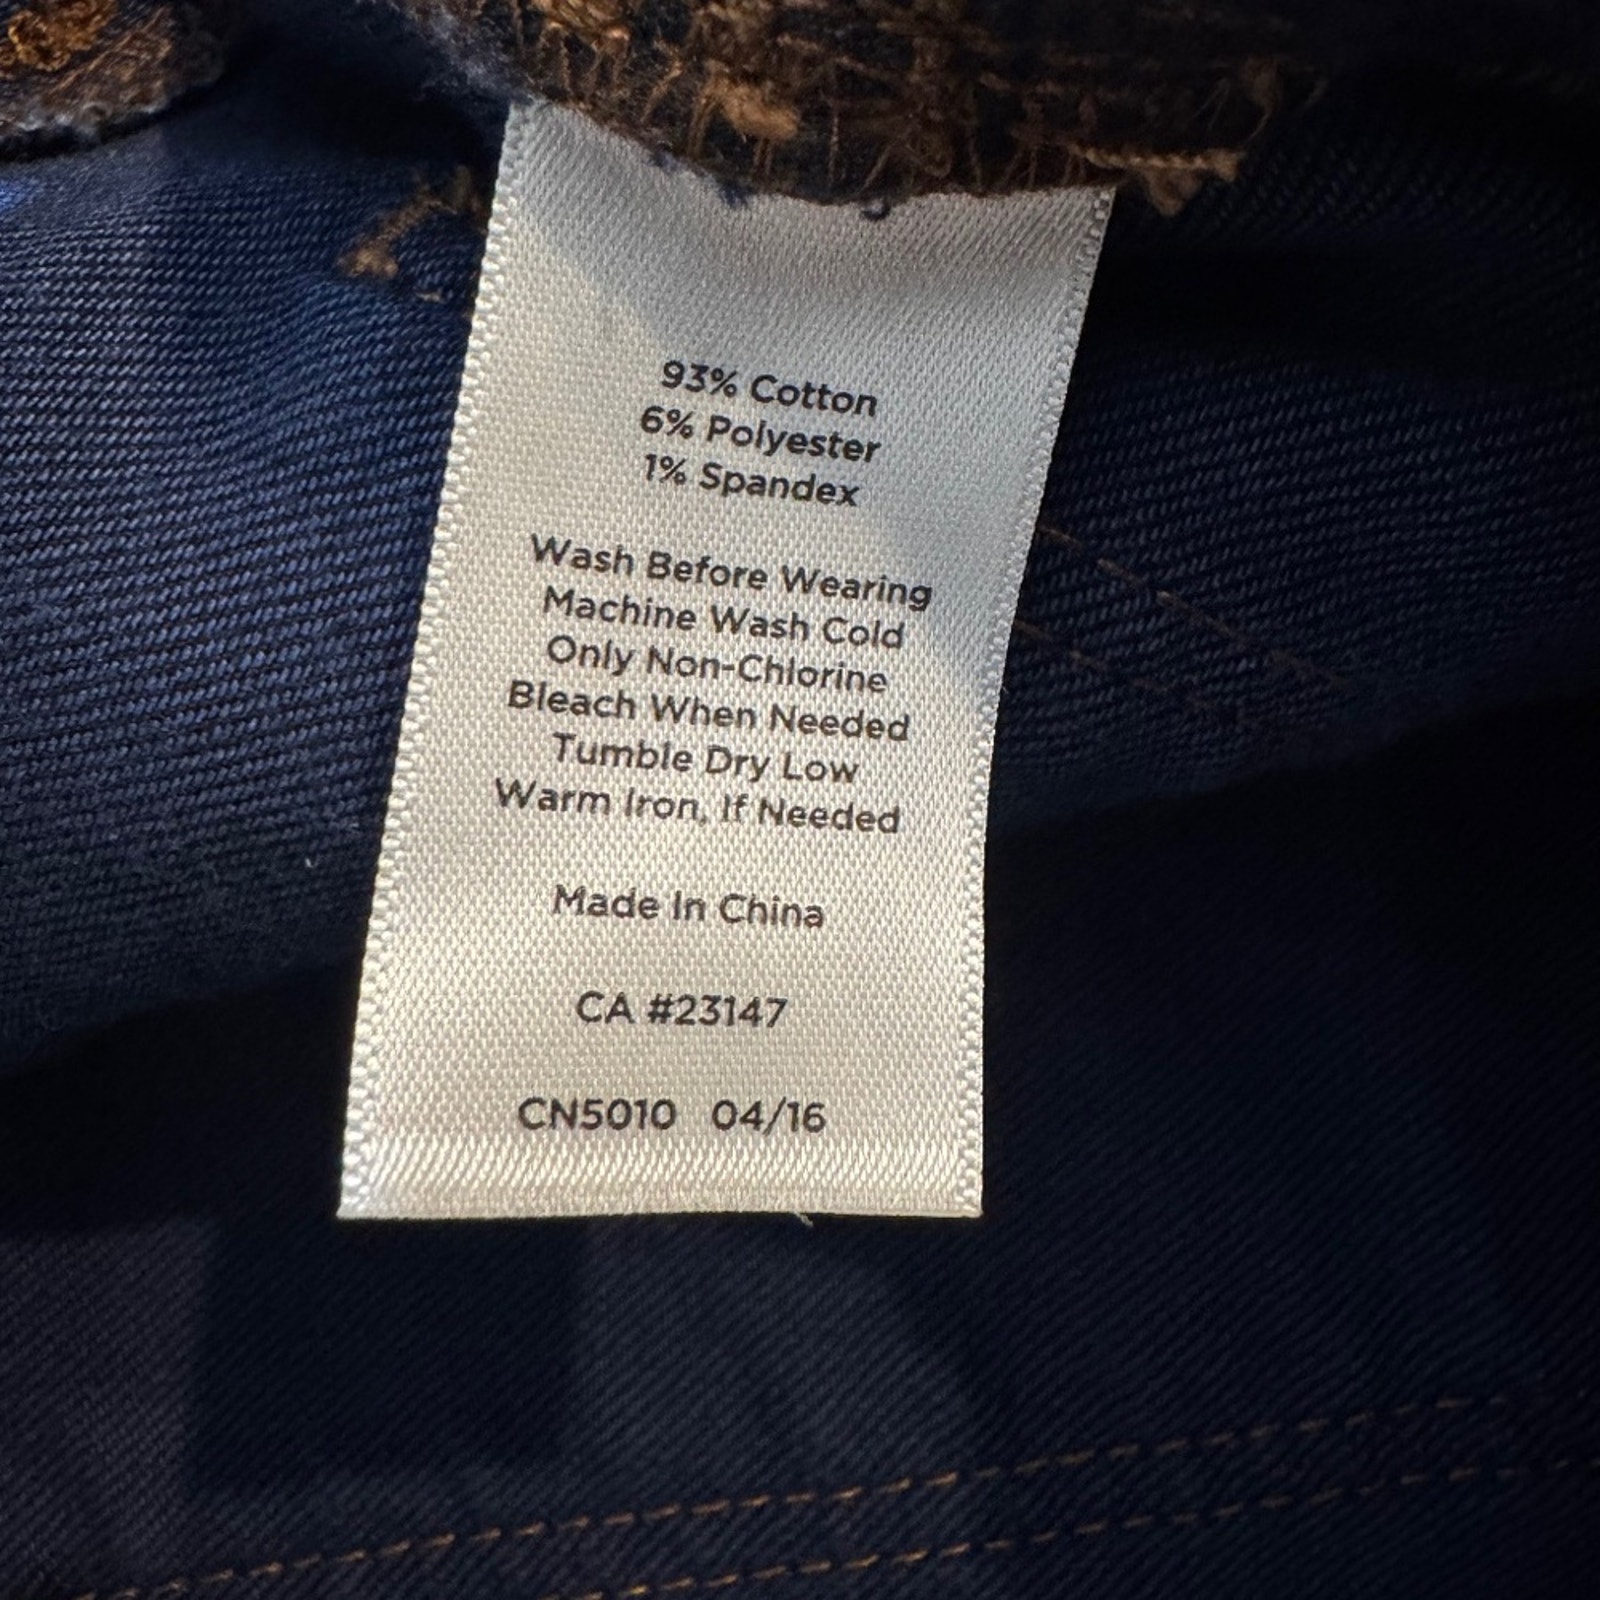 93% Cotton
6% Polyester
1% Spandex
Wash Before Wearing
Machine Wash Cold
Only Non-Chlorine
Bleach When Needed
Tumble Dry Low
Warm Iron, If Needed
Made In China
CA #23147
CN5010 04/16